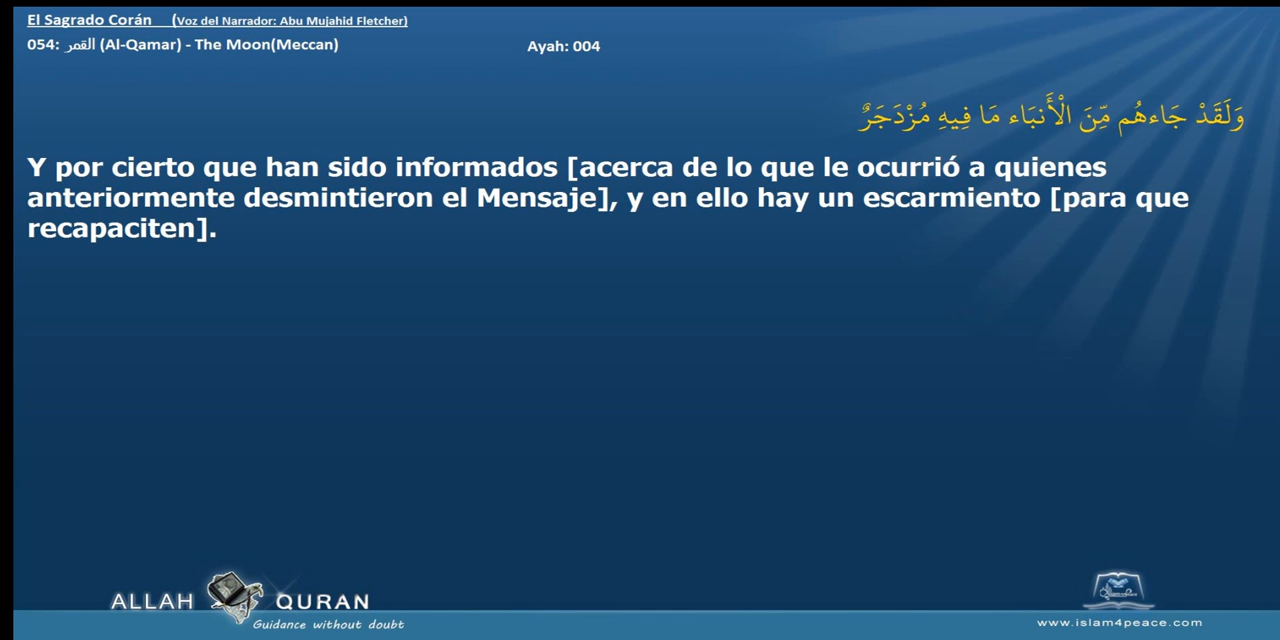 El Sagrado Corán (Voz del Narrador: Abu Mujahid Fletcher)
054: القمر (Al-Qamar) - The Moon(Meccan) Ayah: 004
وَلَقَدْ جَاءهُم مِّنَ الْأَنبَاء مَا فِيهِ مُزْدَجَرٌ
Y por cierto que han sido informados [acerca de lo que le ocurrió a quienes
anteriormente desmintieron el Mensaje], y en ello hay un escarmiento [para que
recapaciten].
ALLAH QURAN
Guidance without doubt
www.islam4peace.com